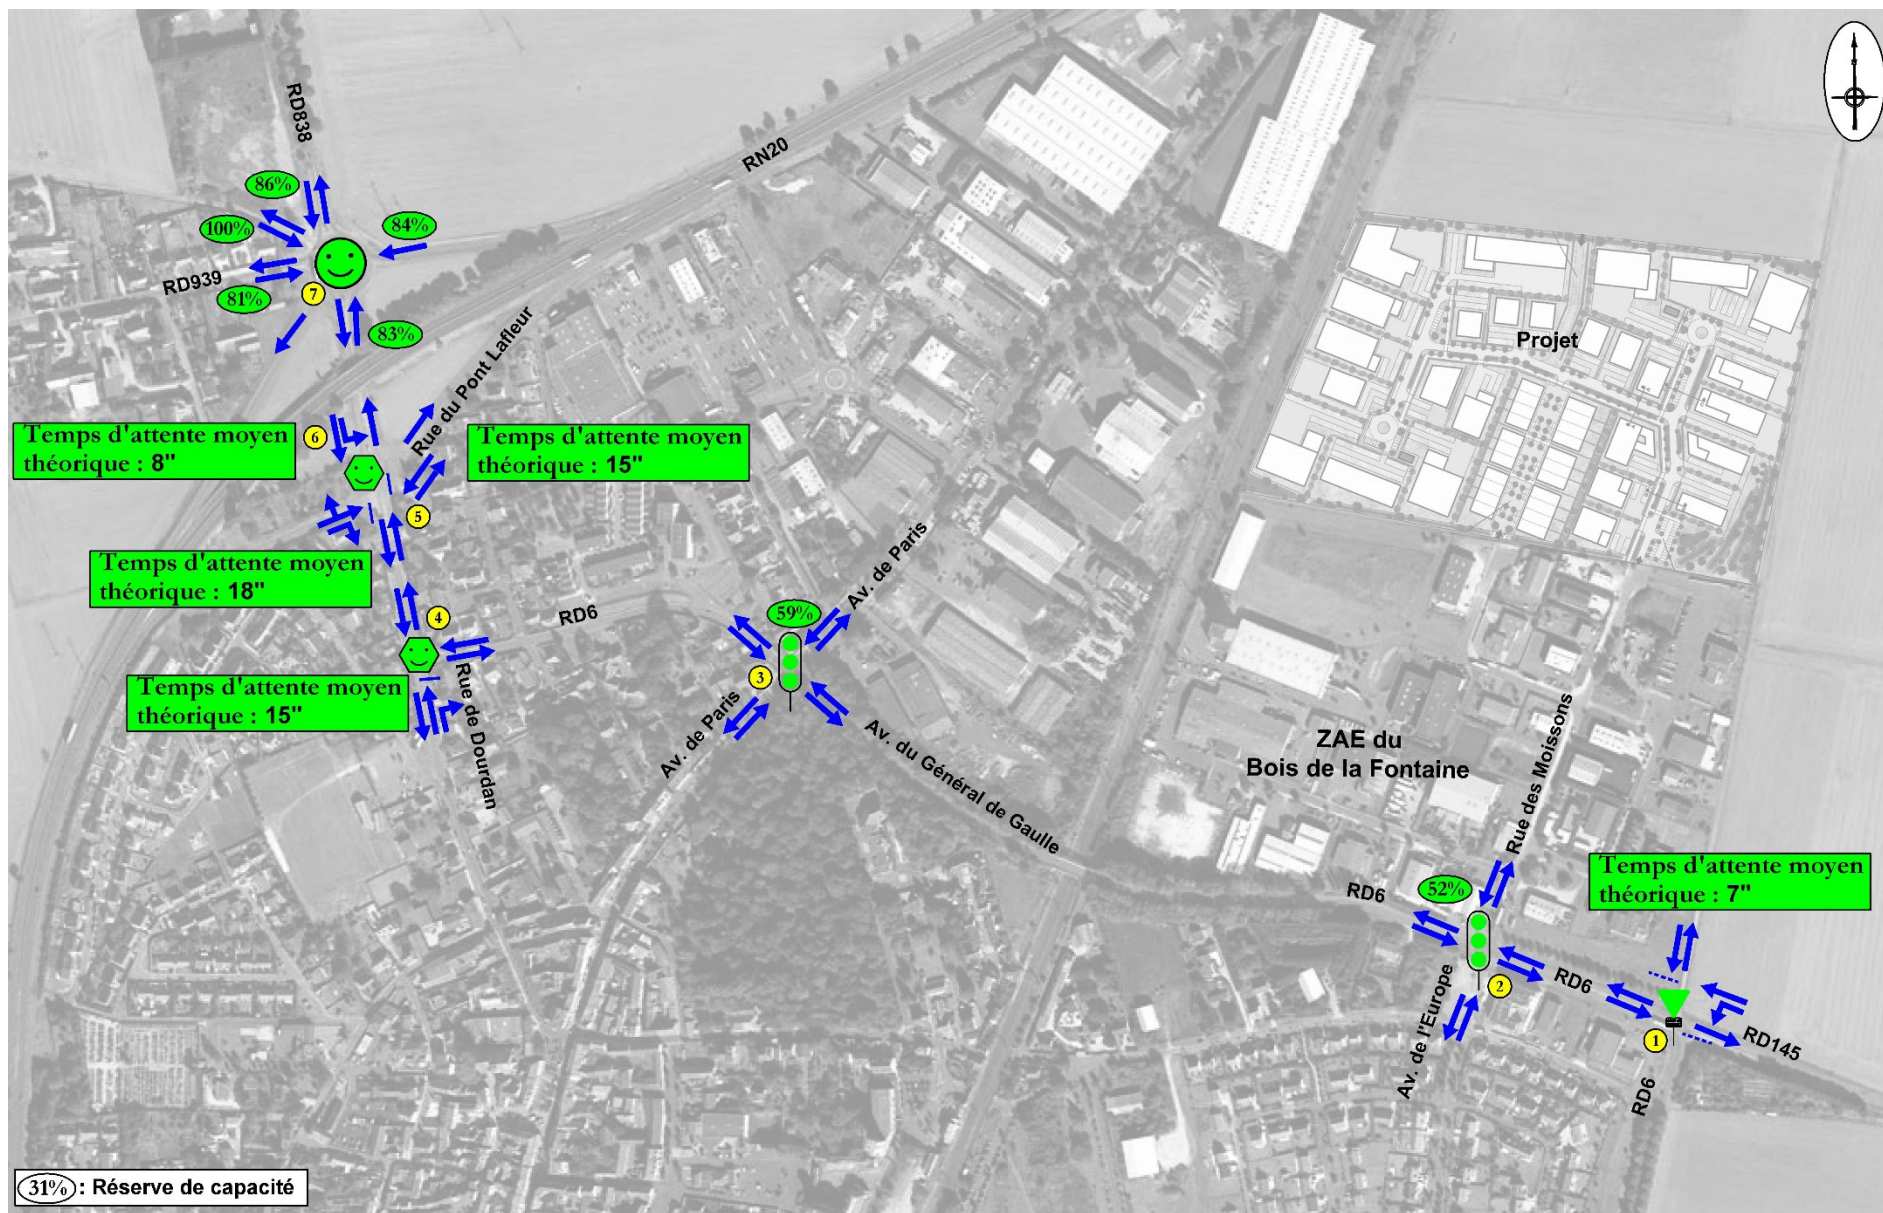 RD838
RN20
86%
100%
84%
RD939
81%
7
83%
Rue du Pont Lafleur
Projet
6
Temps d'attente moyen
théorique : 8"
Temps d'attente moyen
théorique : 15"
5
Temps d'attente moyen
théorique : 18"
4
RD6
59%
Av. de Paris
3
Temps d'attente moyen
théorique : 15"
Rue de Dourdan
Av. de Paris
Av. du Général de Gaulle
ZAE du
Bois de la Fontaine
Rue des Moissons
Temps d'attente moyen
théorique : 7"
RD6
52%
2
Av. de l'Europe
RD6
1
RD145
RD6
31% : Réserve de capacité